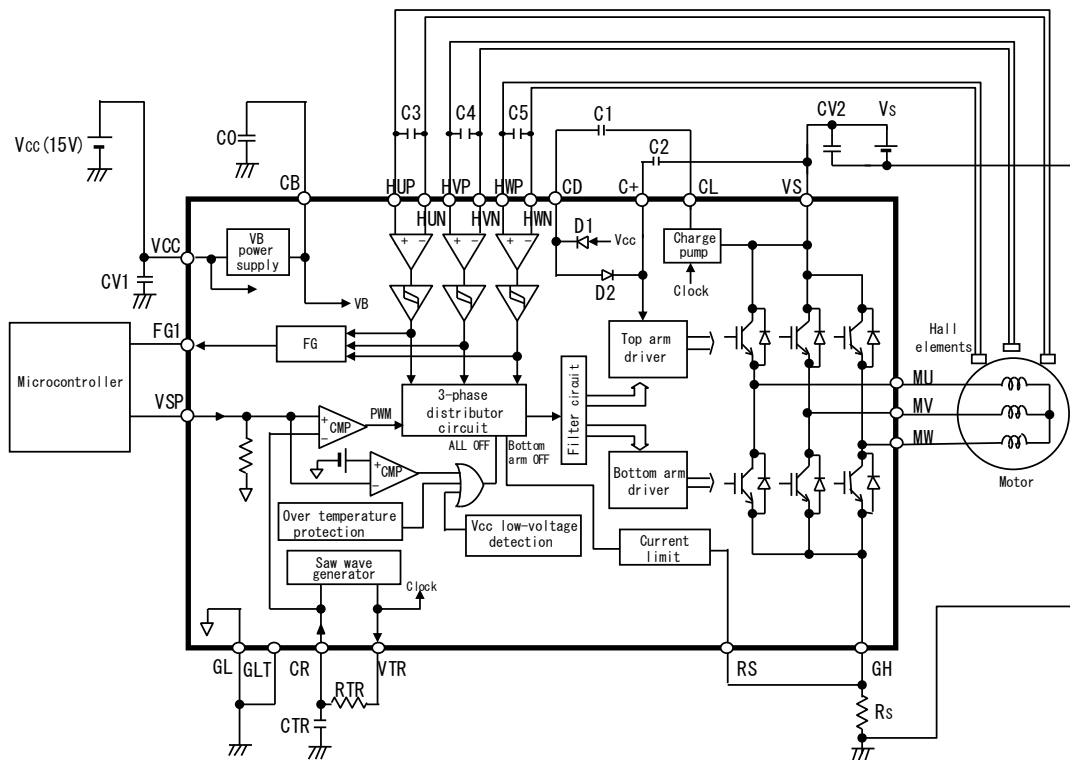 C3
C4
C5
C1
C2
CV2
Vs
Vcc(15V)
C0
CB
HUP
HVP
HWP
CD
C+
CL
VS
HUN
HVN
HWN
VCC
VB
power
supply
CV1
VB
+
−
+
−
+
−
D1
Vcc
D2
Charge
pump
Clock
Hall
elements
Microcontroller
FG1
FG
VSP
Top arm
driver
MU
MV
MW
3-phase
distributor
circuit
Filter circuit
+
−
CMP
PWM
ALL OFF
Bottom
arm OFF
+
−
CMP
Bottom arm
driver
Motor
Over temperature
protection
Vcc low-voltage
detection
Current
limit
Saw wave
generator
Clock
GL
GLT
CR
VTR
RS
GH
RTR
CTR
Rs